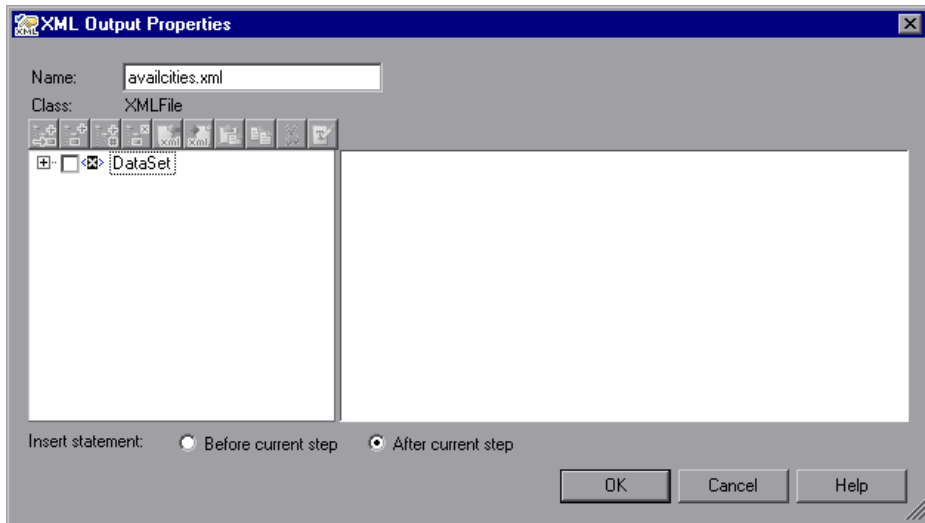 XML Output Properties
Name: availcities.xml
Class: XMLFile
DataSet
Insert statement: Before current step After current step
OK Cancel Help